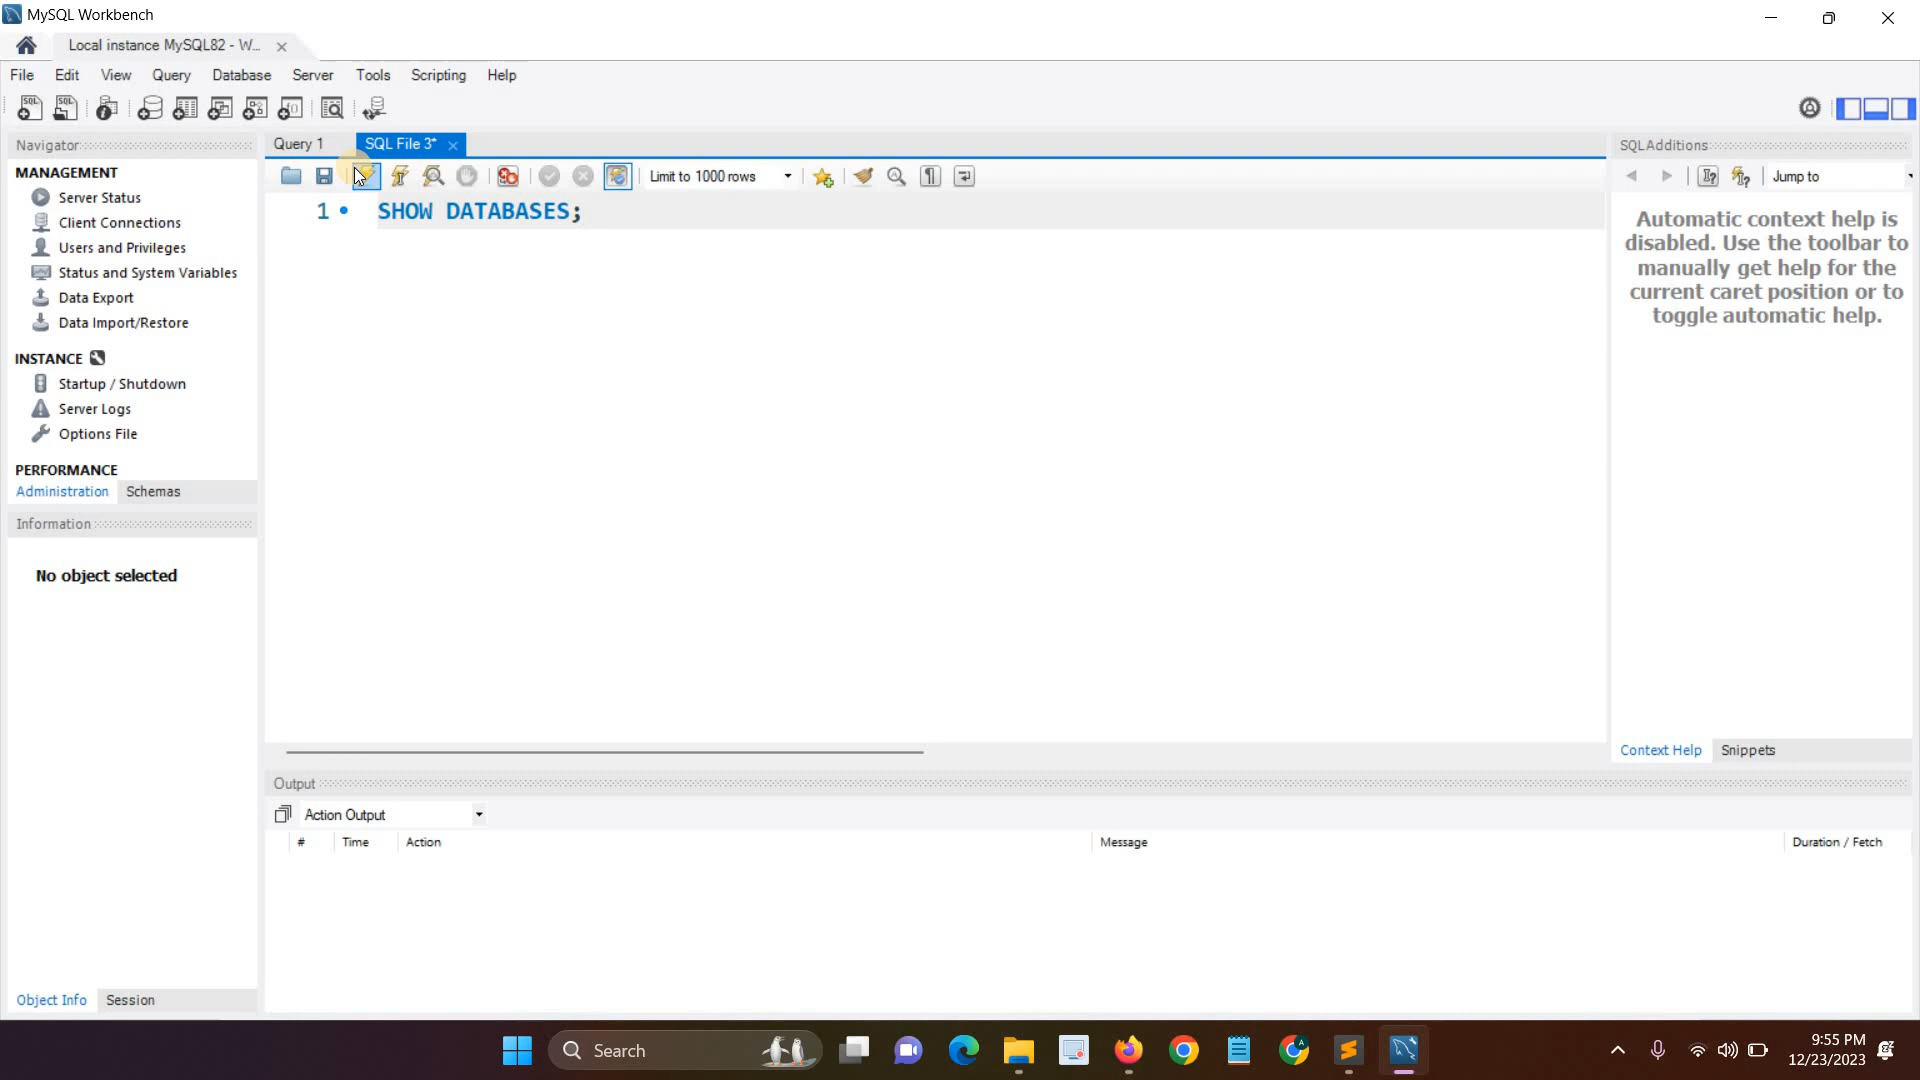 MySQL Workbench
Local instance MySQL82 - W...
File Edit View Query Database Server Tools Scripting Help
Navigator
MANAGEMENT
Server Status
Client Connections
Users and Privileges
Status and System Variables
Data Export
Data Import/Restore
INSTANCE
Startup / Shutdown
Server Logs
Options File
PERFORMANCE
Administration Schemas
Information
No object selected
Object Info Session
Query 1 SQL File 3*
Limit to 1000 rows
1 SHOW DATABASES;
Output
Action Output
# Time Action Message Duration / Fetch
SQLAdditions
Jump to
Automatic context help is
disabled. Use the toolbar to
manually get help for the
current caret position or to
toggle automatic help.
Context Help Snippets
Search
9:55 PM
12/23/2023